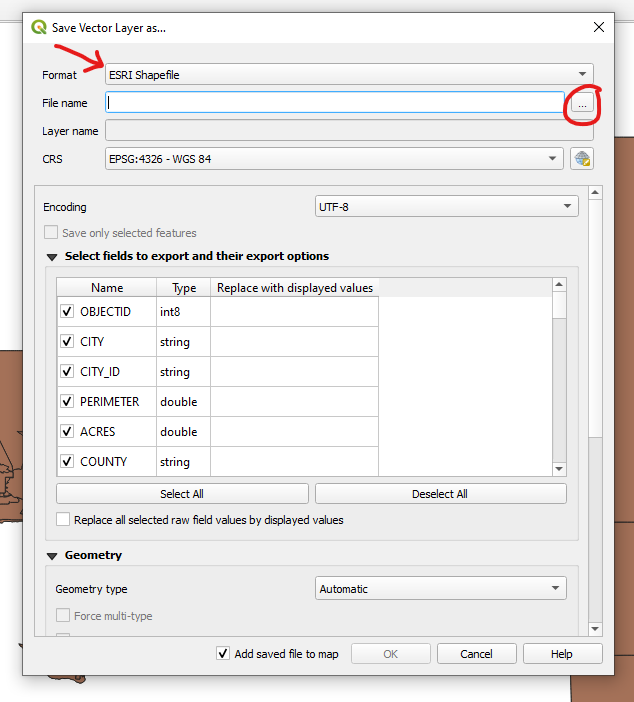 Save Vector Layer as...
Format ESRI Shapefile
File name ...
Layer name
CRS EPSG:4326 - WGS 84
Encoding UTF-8
Save only selected features
Select fields to export and their export options
Name Type Replace with displayed values
OBJECTID int8
CITY string
CITY_ID string
PERIMETER double
ACRES double
COUNTY string
Select All Deselect All
Replace all selected raw field values by displayed values
Geometry
Geometry type Automatic
Force multi-type
Add saved file to map OK Cancel Help